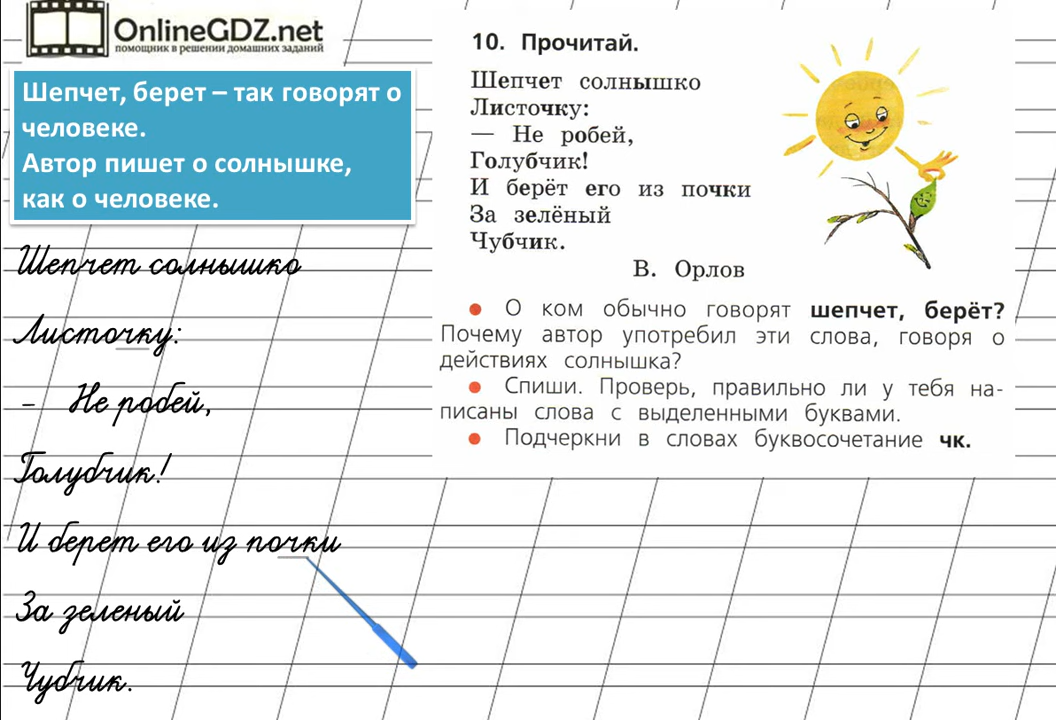 OnlineGDZ.net
помощник в решении домашних заданий
Шепчет, берет – так говорят о
человеке.
Автор пишет о солнышке,
как о человеке.
Шепчет солнышко
Листочку:
- Не робей,
Голубчик!
И берет его из почки
За зеленый
Чубчик.
10. Прочитай.
Шепчет солнышко
Листочку:
— Не робей,
Голубчик!
И берёт его из почки
За зелёный
Чубчик.
В. Орлов
● О ком обычно говорят шепчет, берёт?
Почему автор употребил эти слова, говоря о
действиях солнышка?
● Спиши. Проверь, правильно ли у тебя на-
писаны слова с выделенными буквами.
● Подчеркни в словах буквосочетание чк.